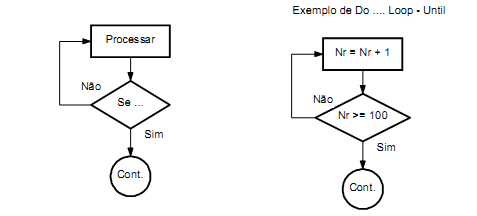 Exemplo de Do .... Loop - Until
Processar
Não
Se ...
Sim
Cont.
Nr = Nr + 1
Não
Nr >= 100
Sim
Cont.